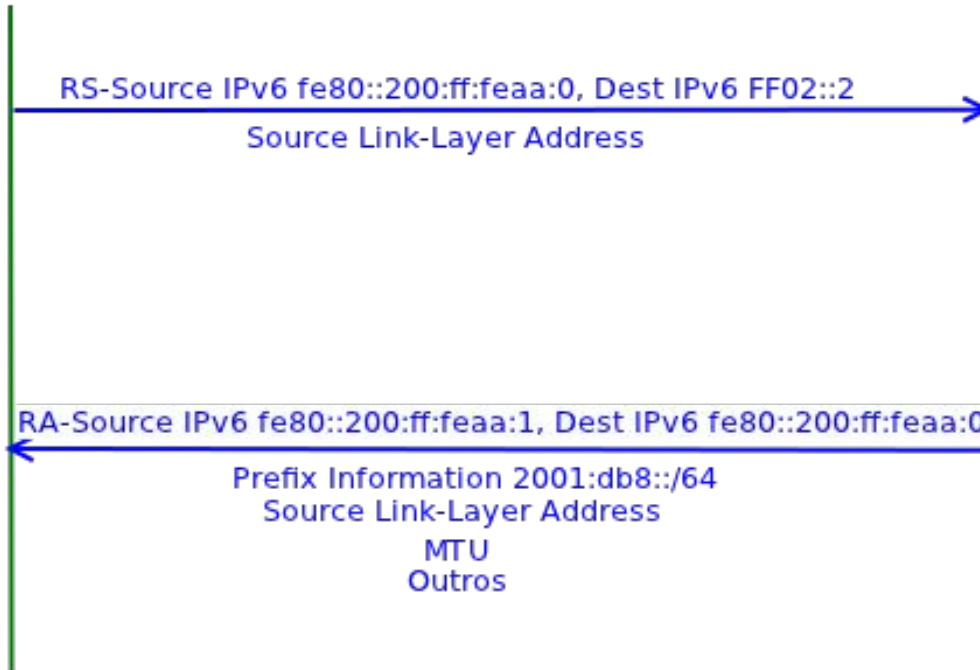 RS-Source IPv6 fe80::200:ff:feaa:0, Dest IPv6 FF02::2
Source Link-Layer Address
RA-Source IPv6 fe80::200:ff:feaa:1, Dest IPv6 fe80::200:ff:feaa:0
Prefix Information 2001:db8::/64
Source Link-Layer Address
MTU
Outros